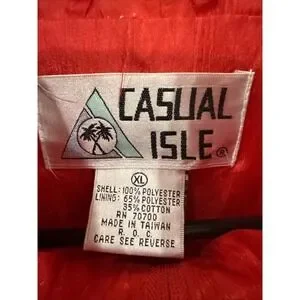 CASUAL
ISLE®
XL
SHELL: 100% POLYESTER
LINING: 65% POLYESTER
35% COTTON
RN 70700
MADE IN TAIWAN
R. O. C.
CARE SEE REVERSE